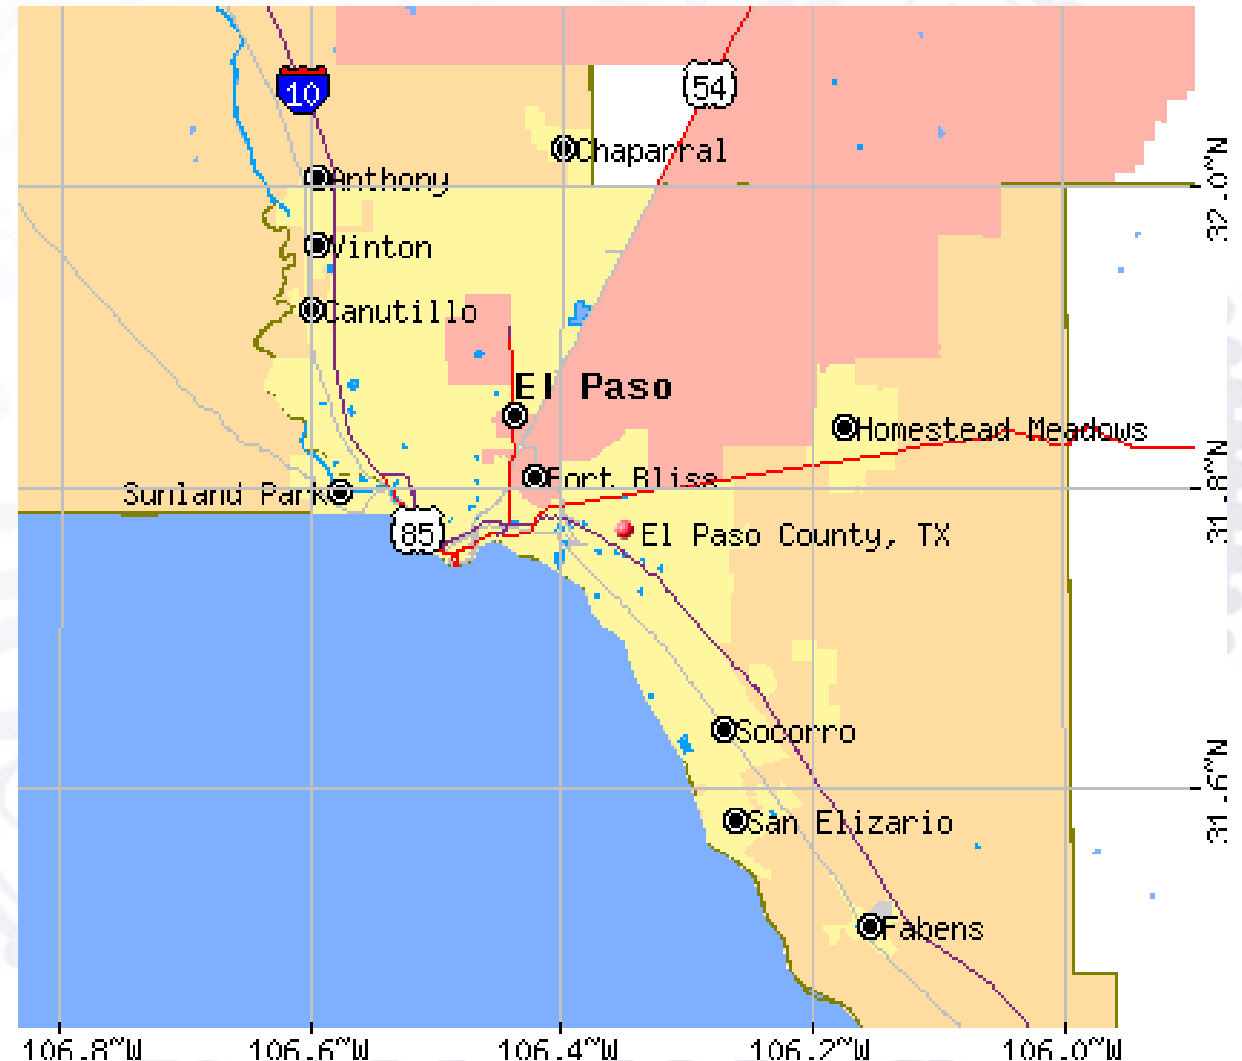 10
54
Chaparral
Anthony
32.0°N
Vinton
Canutillo
El Paso
Homestead Meadows
Fort Bliss
Sunland Park
31.8°N
85
El Paso County, TX
Socorro
31.6°N
San Elizario
Fabens
106.8°W 106.6°W 106.4°W 106.2°W 106.0°W